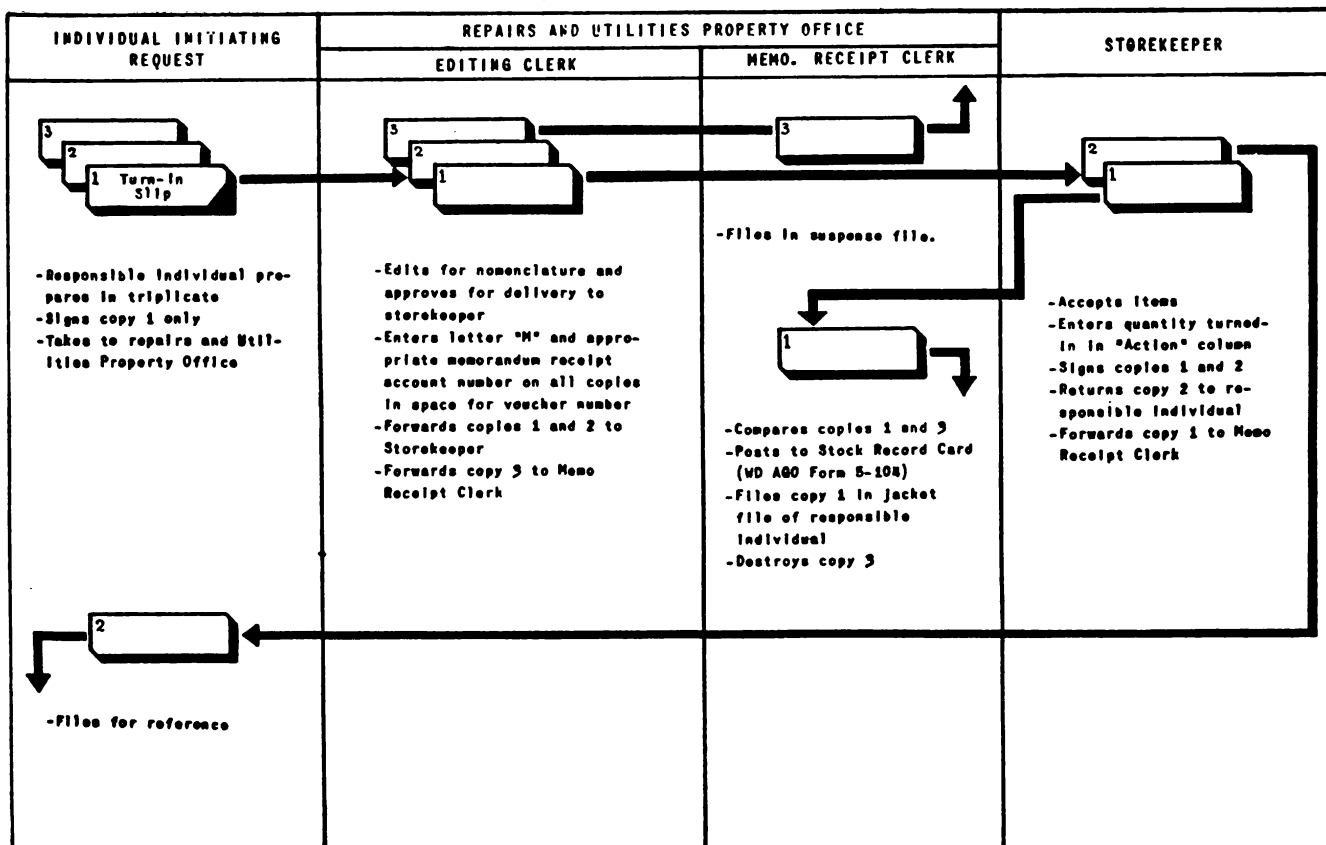 INDIVIDUAL INITIATING
REQUEST
REPAIRS AND UTILITIES PROPERTY OFFICE
EDITING CLERK
MEMO. RECEIPT CLERK
STOREKEEPER
3
2
1 Turn-In
Slip
-Responsible individual pre-
pares in triplicate
-Signs copy 1 only
-Takes to repairs and Util-
ities Property Office
3
2
1
-Edits for nomenclature and
approves for delivery to
storekeeper
-Enters letter "M" and appro-
priate memorandum receipt
account number on all copies
in space for voucher number
-Forwards copies 1 and 2 to
Storekeeper
-Forwards copy 3 to Memo
Receipt Clerk
3
-Files in suspense file.
1
-Compares copies 1 and 3
-Posts to Stock Record Card
(WD AGO Form 5-104)
-Files copy 1 in jacket
file of responsible
individual
-Destroys copy 3
2
1
-Accepts items
-Enters quantity turned-
in in "Action" column
-Signs copies 1 and 2
-Returns copy 2 to re-
sponsible individual
-Forwards copy 1 to Memo
Receipt Clerk
2
-Files for reference